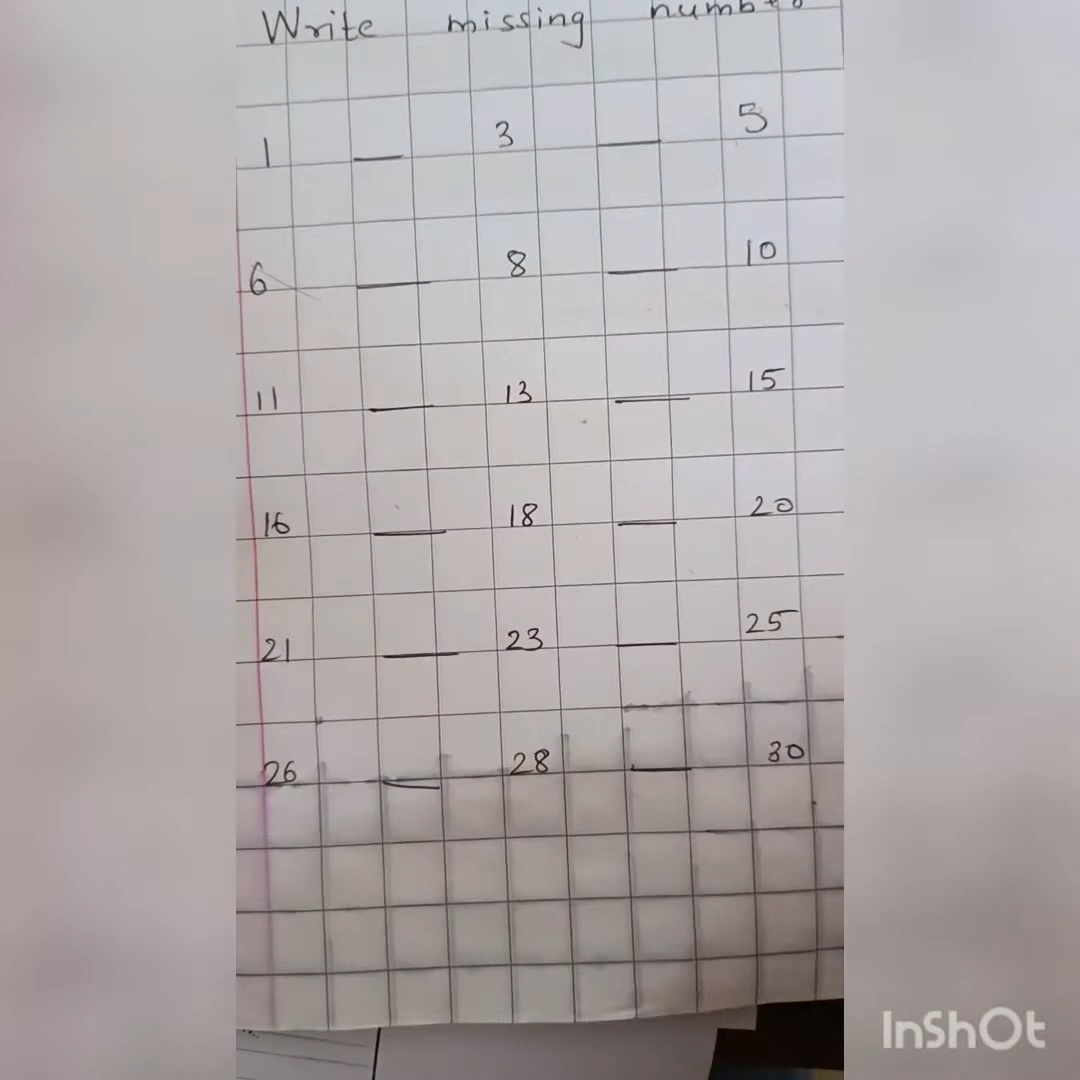 Write missing
1 __ 3 __ 5
6 __ 8 __ 10
11 __ 13 __ 15
16 __ 18 __ 20
21 __ 23 __ 25
26 __ 28 __ 30
InShOt